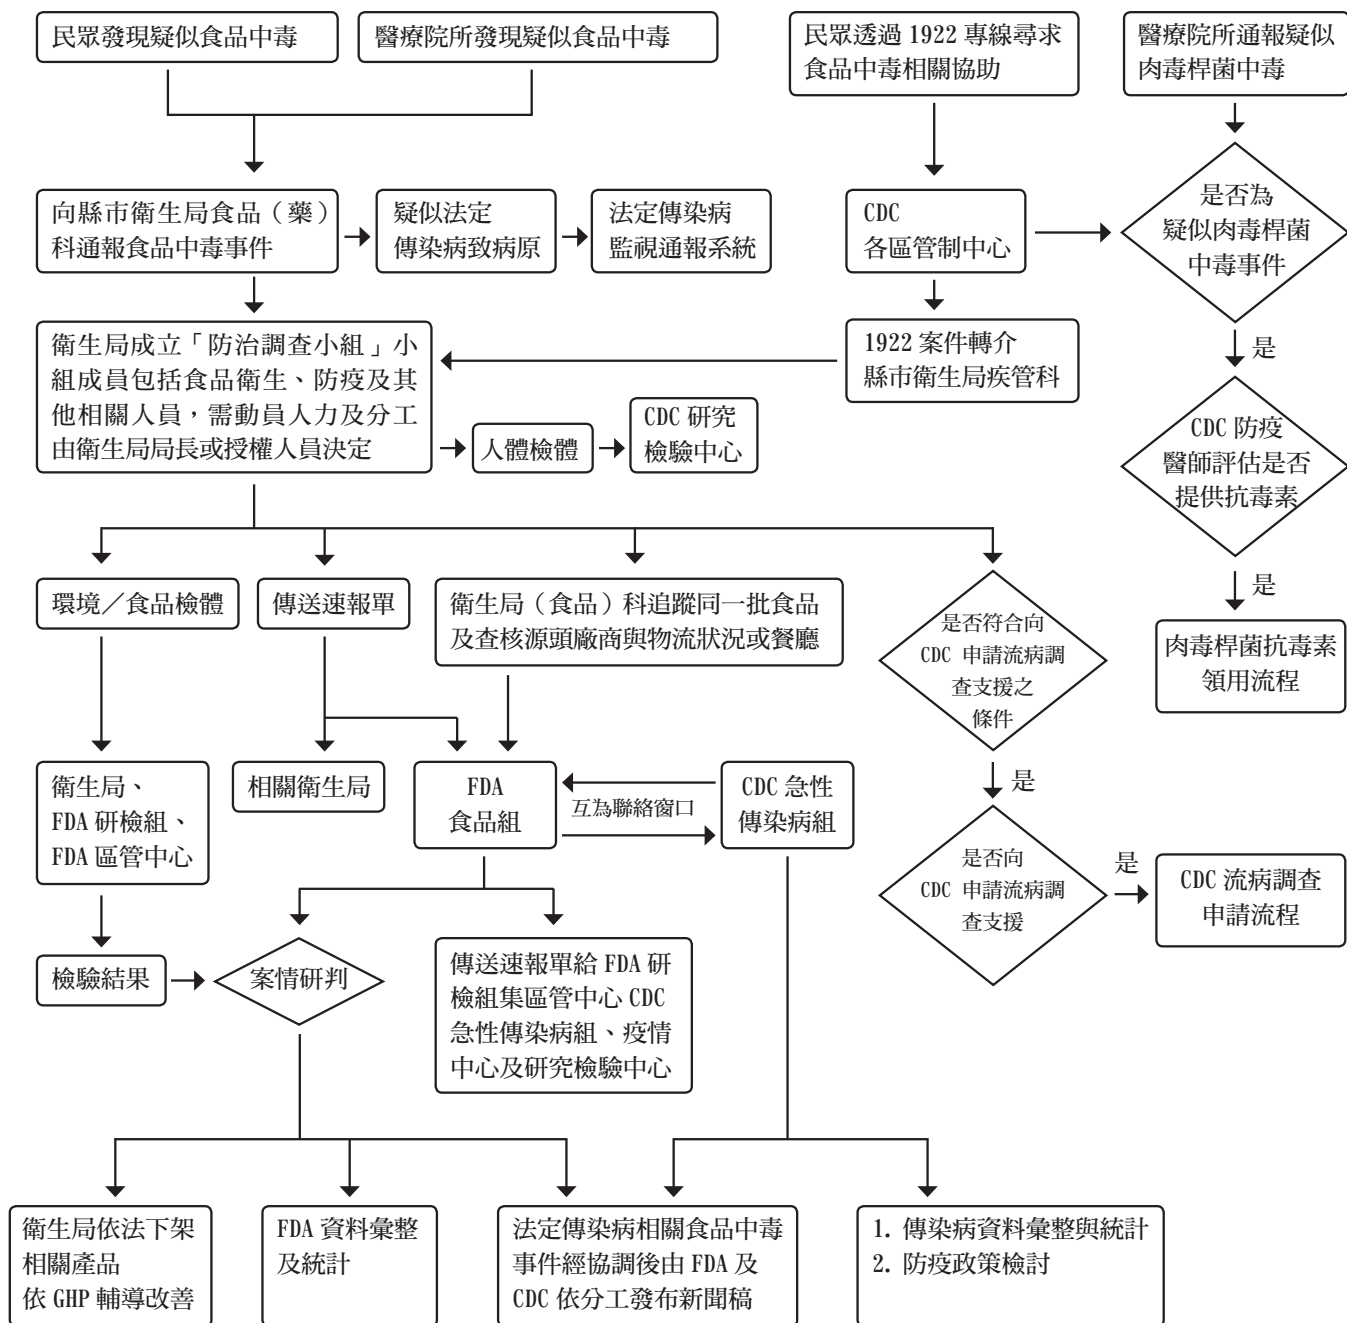 民眾發現疑似食品中毒
醫療院所發現疑似食品中毒
民眾透過 1922 專線尋求
食品中毒相關協助
醫療院所通報疑似
肉毒桿菌中毒
向縣市衛生局食品（藥）
科通報食品中毒事件
疑似法定
傳染病致病原
法定傳染病
監視通報系統
CDC
各區管制中心
是否為
疑似肉毒桿菌
中毒事件
衛生局成立「防治調查小組」小
組成員包括食品衛生、防疫及其
他相關人員，需動員人力及分工
由衛生局局長或授權人員決定
1922 案件轉介
縣市衛生局疾管科
是
人體檢體
CDC 研究
檢驗中心
CDC 防疫
醫師評估是否
提供抗毒素
是
環境／食品檢體
傳送速報單
衛生局（食品）科追蹤同一批食品
及查核源頭廠商與物流狀況或餐廳
是否符合向
CDC 申請流病調
查支援之
條件
肉毒桿菌抗毒素
領用流程
是
衛生局、
FDA 研檢組、
FDA 區管中心
相關衛生局
FDA
食品組
互為聯絡窗口
CDC 急性
傳染病組
是否向
CDC 申請流病調
查支援
是
CDC 流病調查
申請流程
檢驗結果
案情研判
傳送速報單給 FDA 研
檢組集區管中心 CDC
急性傳染病組、疫情
中心及研究檢驗中心
衛生局依法下架
相關產品
依 GHP 輔導改善
FDA 資料彙整
及統計
法定傳染病相關食品中毒
事件經協調後由 FDA 及
CDC 依分工發布新聞稿
1. 傳染病資料彙整與統計
2. 防疫政策檢討